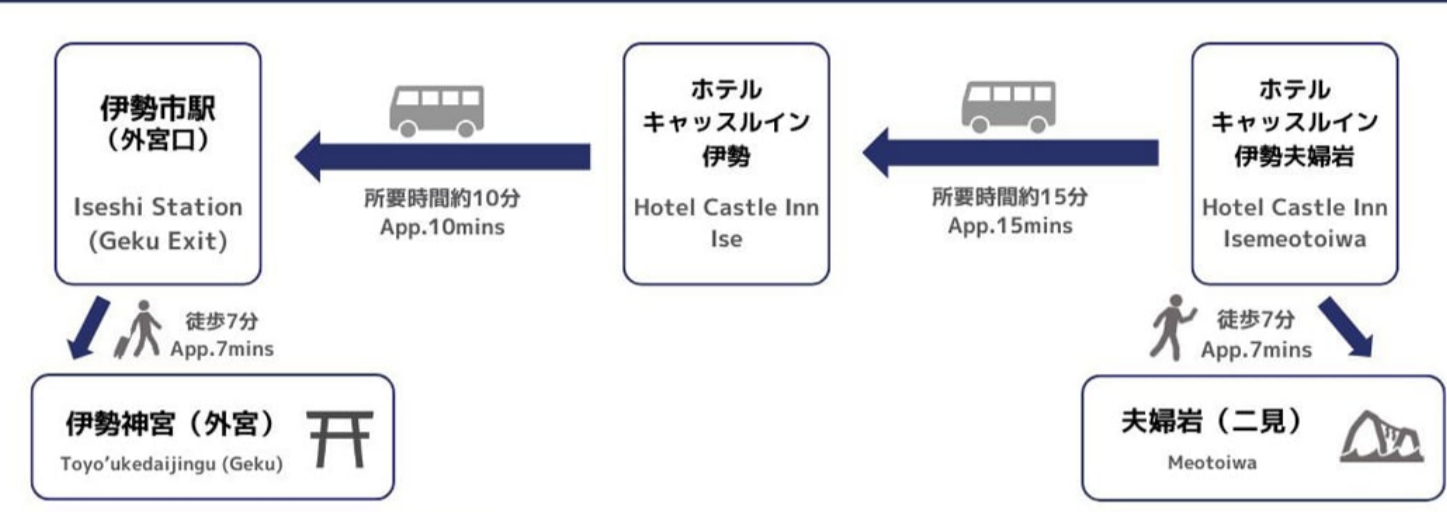 伊勢市駅
（外宮口）
Iseshi Station
(Geku Exit)
所要時間約10分
App.10mins
ホテル
キャッスルイン
伊勢
Hotel Castle Inn
Ise
所要時間約15分
App.15mins
ホテル
キャッスルイン
伊勢夫婦岩
Hotel Castle Inn
Isemeotoiwa
徒歩7分
App.7mins
伊勢神宮（外宮）
Toyo’ukedaijingu (Geku)
徒歩7分
App.7mins
夫婦岩（二見）
Meotoiwa